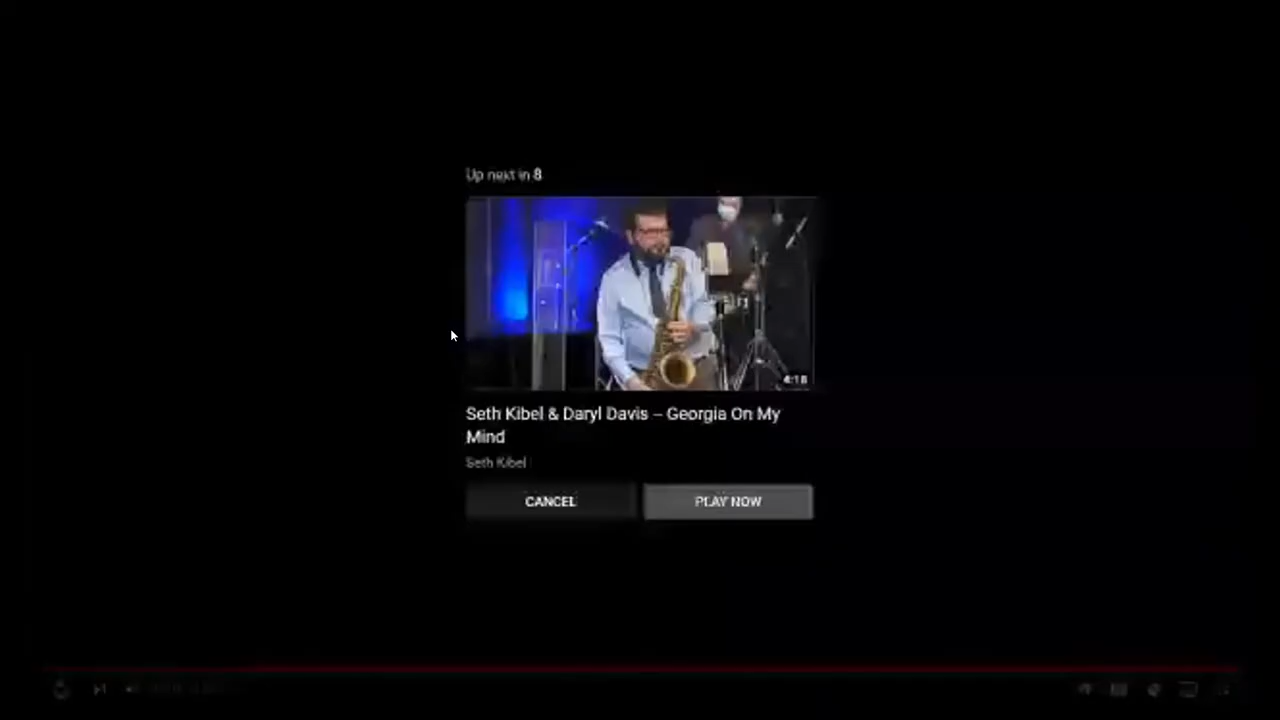 Up next in 8
4:18
Seth Kibel & Daryl Davis – Georgia On My
Mind
Seth Kibel
CANCEL
PLAY NOW